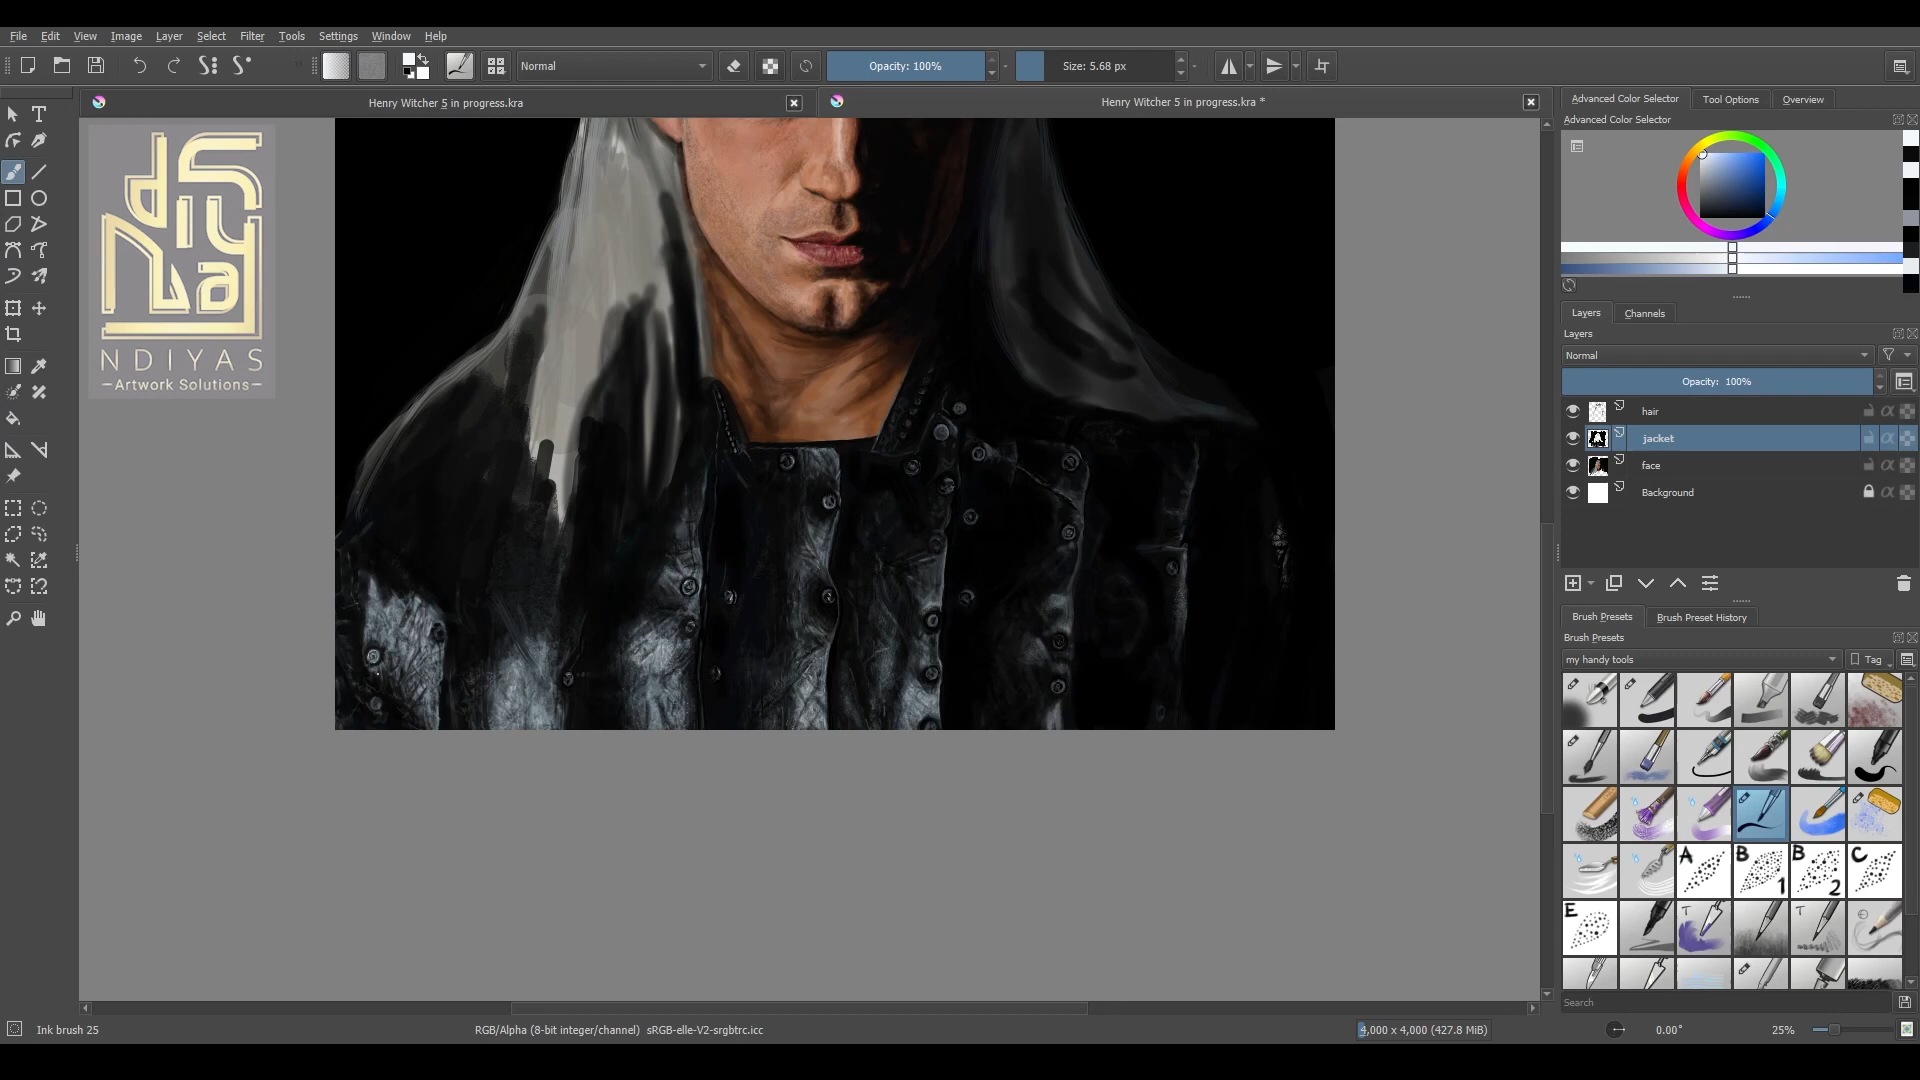 File Edit View Image Layer Select Filter Tools Settings Window Help
Normal
Opacity: 100%
Size: 5.68 px
Henry Witcher 5 in progress.kra
Henry Witcher 5 in progress.kra *
Advanced Color Selector
Tool Options
Overview
Advanced Color Selector
diyNa
NDIYAS
Artwork Solutions
Layers
Channels
Layers
Normal
Opacity: 100%
hair
jacket
face
Background
Brush Presets
Brush Preset History
Brush Presets
my handy tools
Tag
A
B
1
B
2
C
E
T
T
Search
Ink brush 25
RGB/Alpha (8-bit integer/channel) sRGB-elle-V2-srgbtrc.icc
4,000 x 4,000 (427.8 MiB)
0.00°
25%